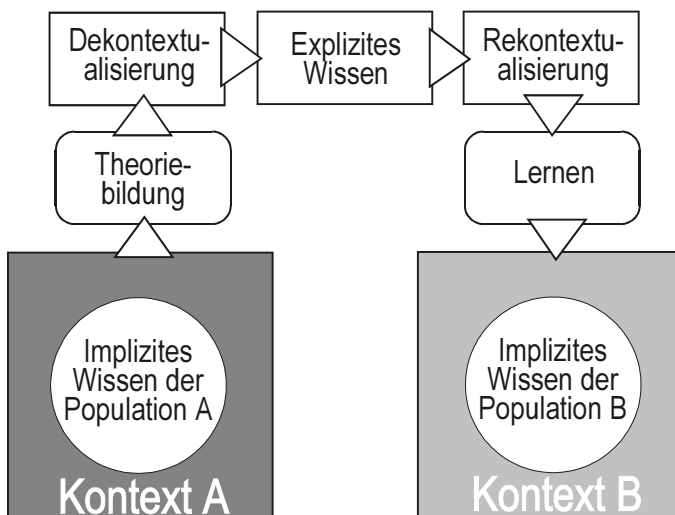 Dekontextu-
alisierung
Explizites
Wissen
Rekontextu-
alisierung
Theorie-
bildung
Lernen
Implizites
Wissen der
Population A
Kontext A
Implizites
Wissen der
Population B
Kontext B